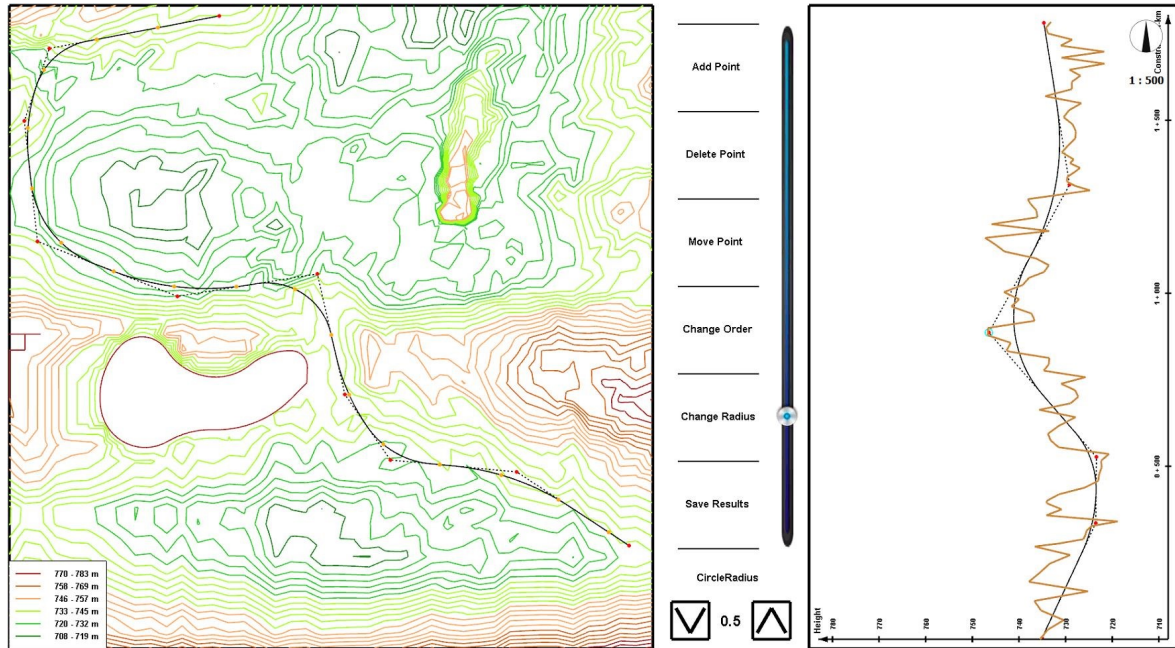 770 - 783 m
758 - 769 m
746 - 757 m
733 - 745 m
720 - 732 m
708 - 719 m
Add Point
Delete Point
Move Point
Change Order
Change Radius
Save Results
CircleRadius
0.5
km
1 : 500
1 + 500
1 + 000
0 + 500
Height
780
770
760
750
740
730
720
710